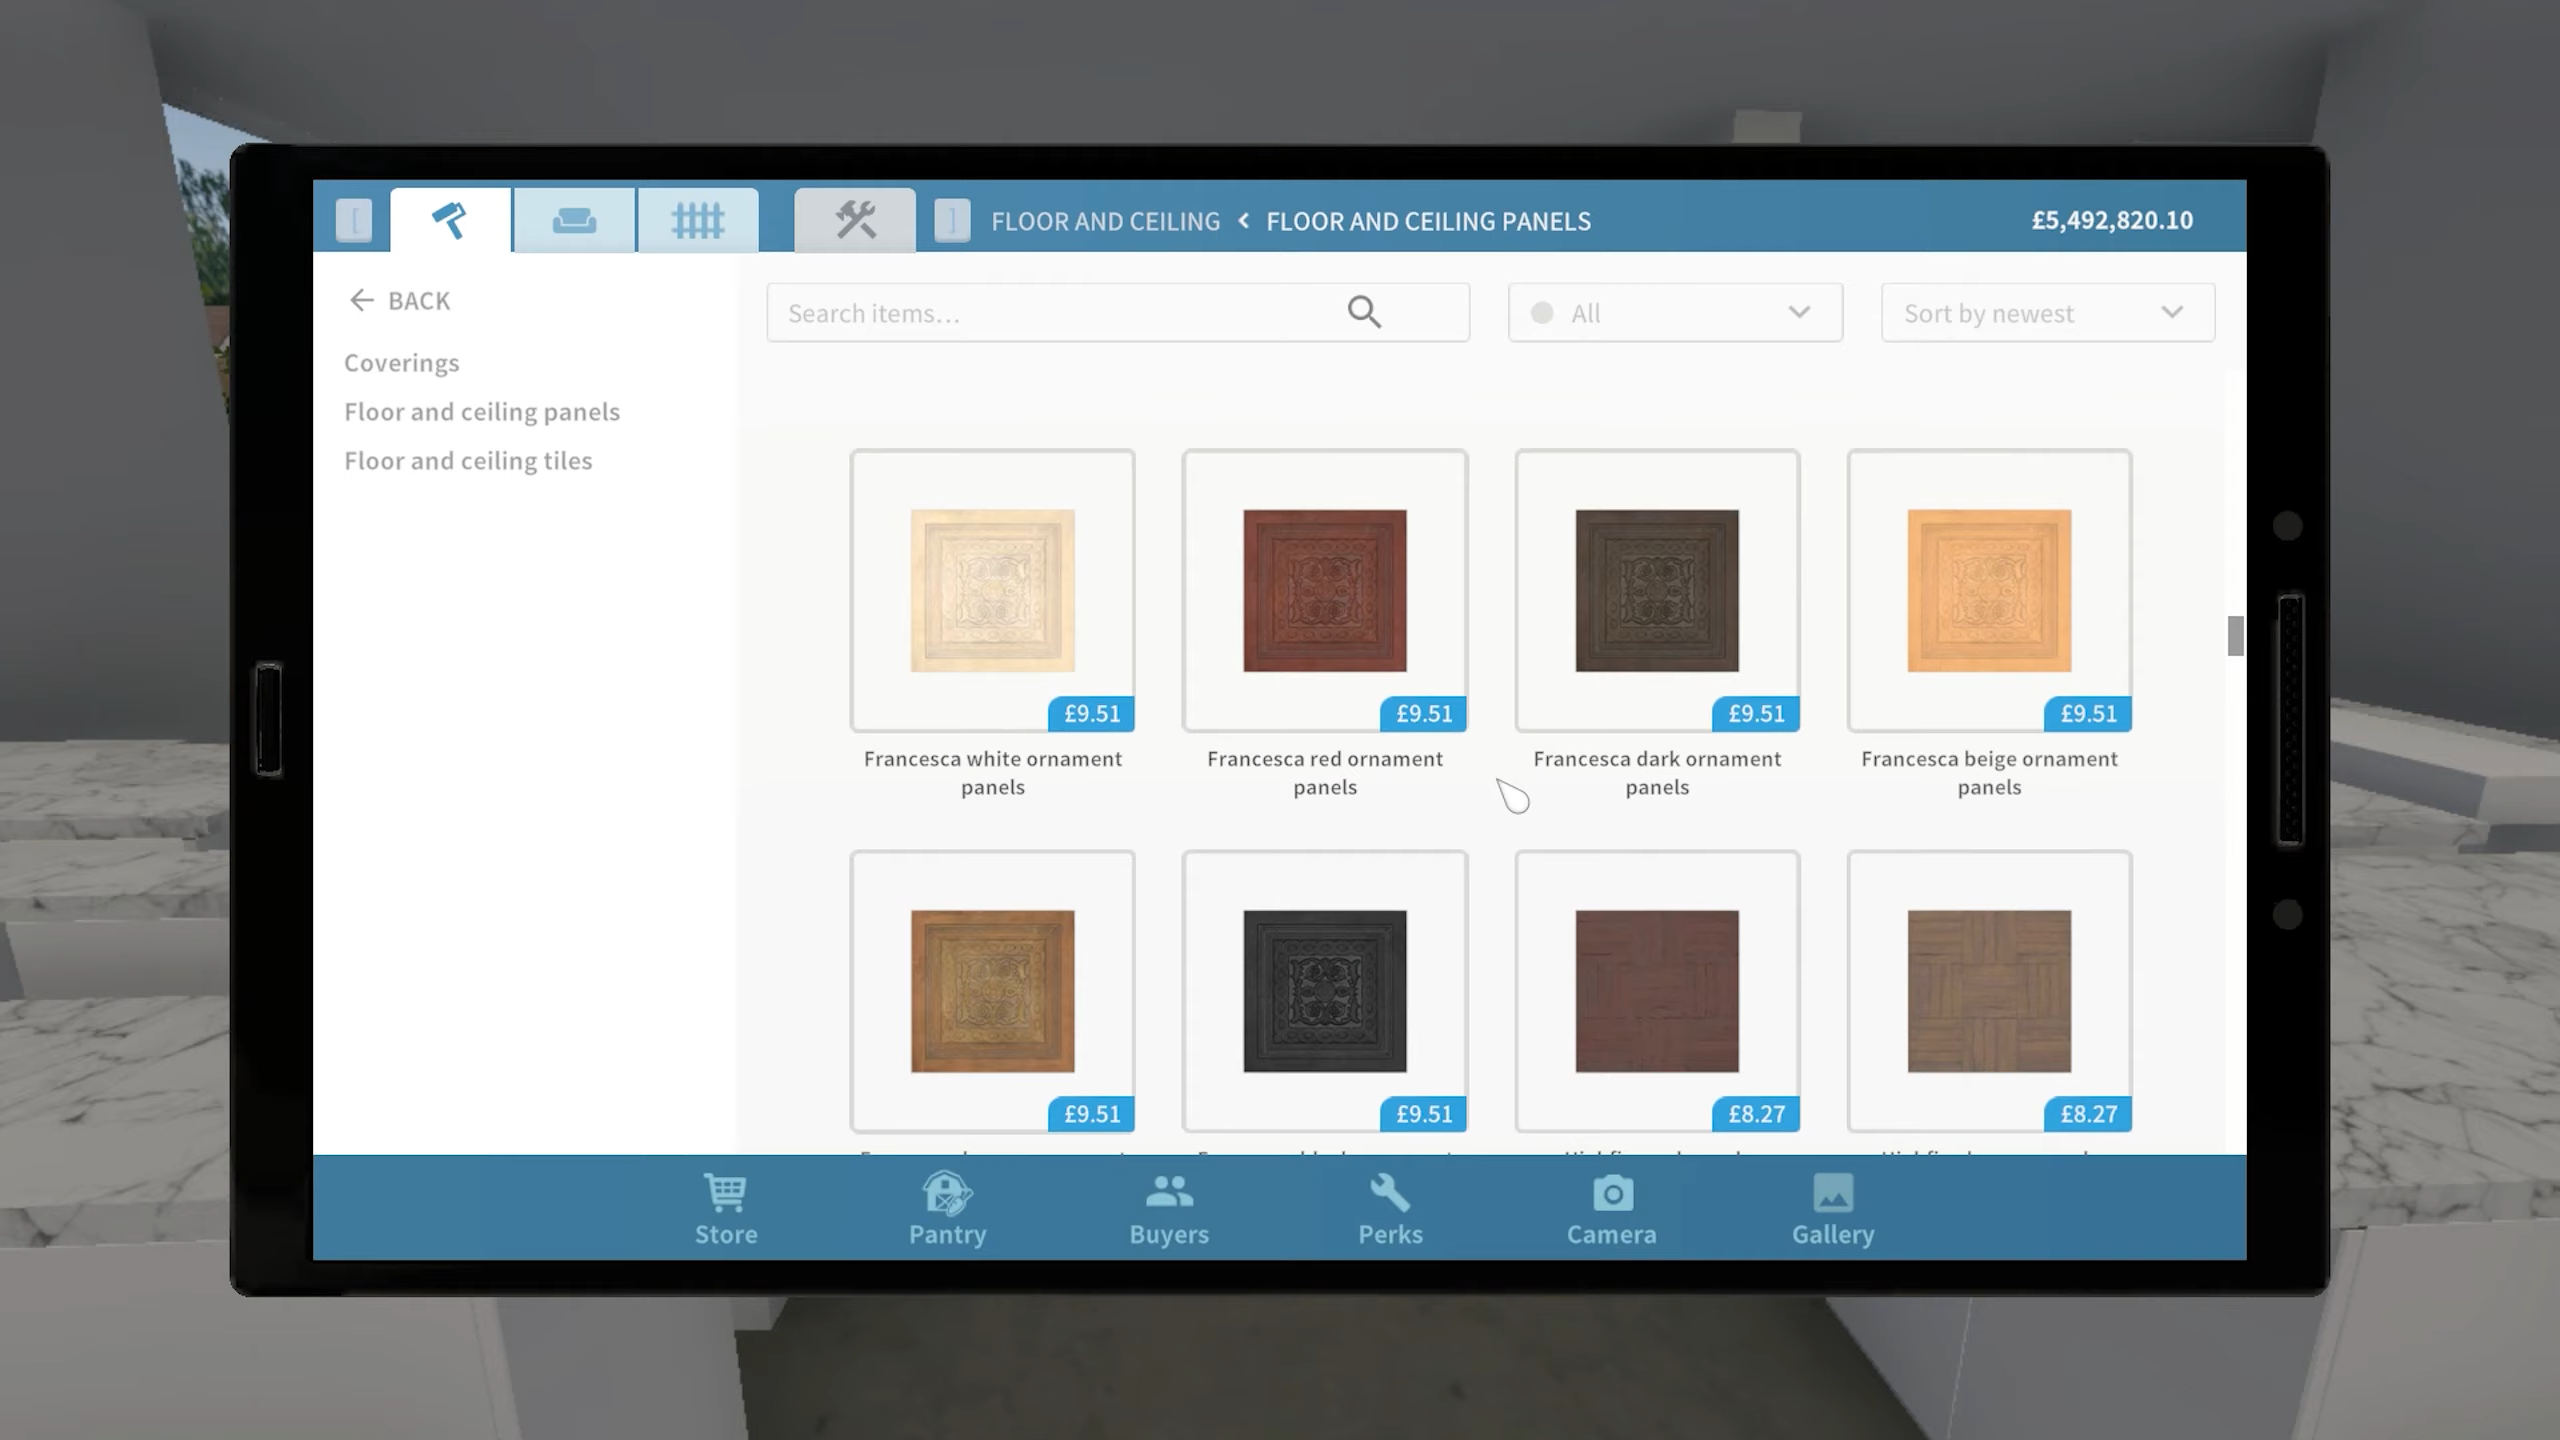 [
]
FLOOR AND CEILING < FLOOR AND CEILING PANELS
£5,492,820.10
BACK
Coverings
Floor and ceiling panels
Floor and ceiling tiles
Search items...
All
Sort by newest
£9.51
£9.51
£9.51
£9.51
Francesca white ornament
panels
Francesca red ornament
panels
Francesca dark ornament
panels
Francesca beige ornament
panels
£9.51
£9.51
£8.27
£8.27
Store
Pantry
Buyers
Perks
Camera
Gallery